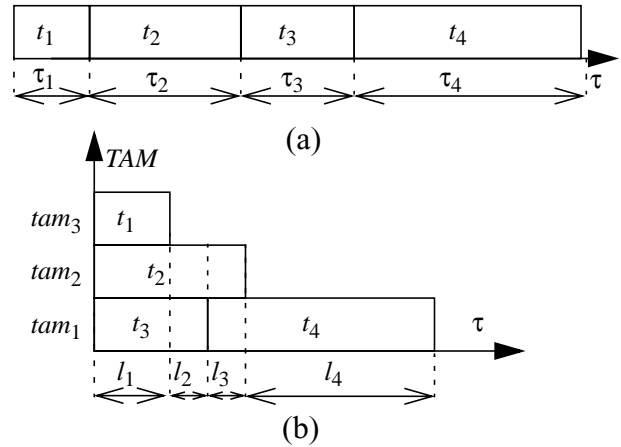 t₁ t₂ t₃ t₄
τ₁ τ₂ τ₃ τ₄ τ
(a)
TAM
tam₃ t₁
tam₂ t₂
tam₁ t₃ t₄ τ
l₁ l₂ l₃ l₄
(b)